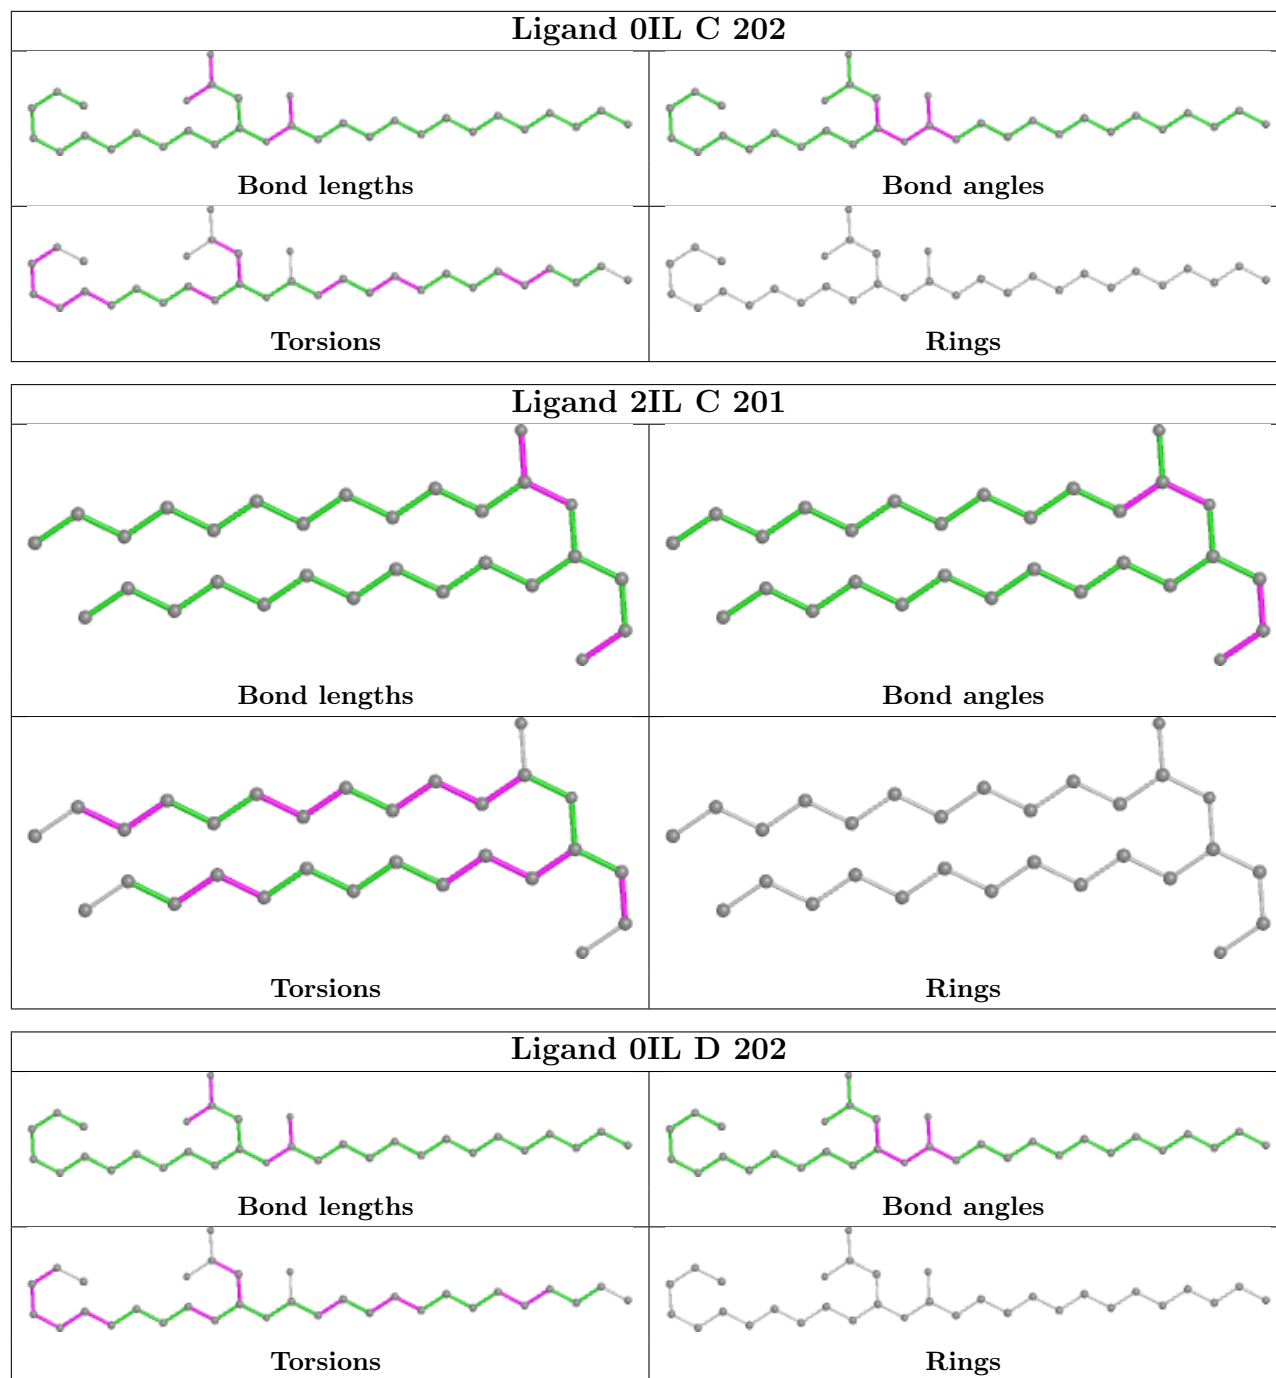 Ligand 0IL C 202
Bond lengths
Bond angles
Torsions
Rings
Ligand 2IL C 201
Bond lengths
Bond angles
Torsions
Rings
Ligand 0IL D 202
Bond lengths
Bond angles
Torsions
Rings